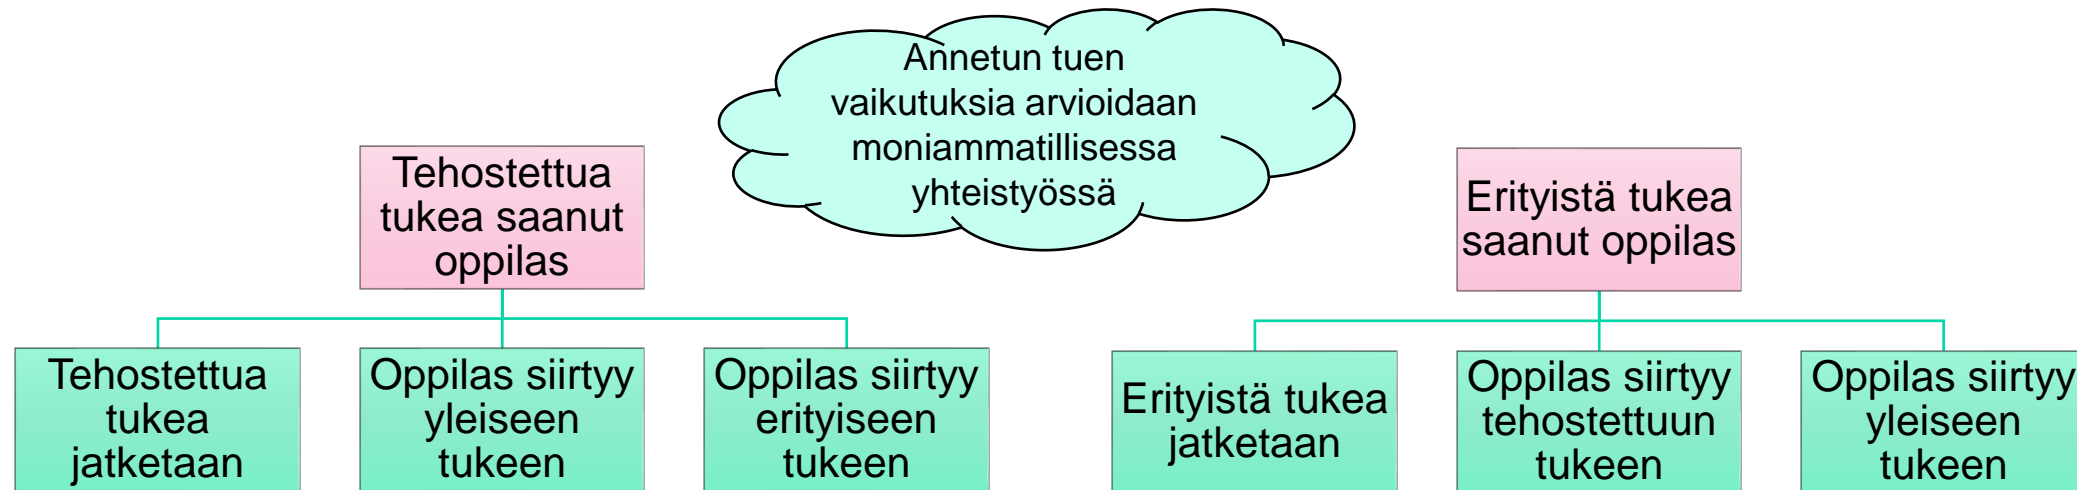 Annetun tuen
vaikutuksia arvioidaan
moniammatillisessa
yhteistyössä
Tehostettua
tukea saanut
oppilas
Erityistä tukea
saanut oppilas
Tehostettua
tukea
jatketaan
Oppilas siirtyy
yleiseen
tukeen
Oppilas siirtyy
erityiseen
tukeen
Erityistä tukea
jatketaan
Oppilas siirtyy
tehostettuun
tukeen
Oppilas siirtyy
yleiseen
tukeen